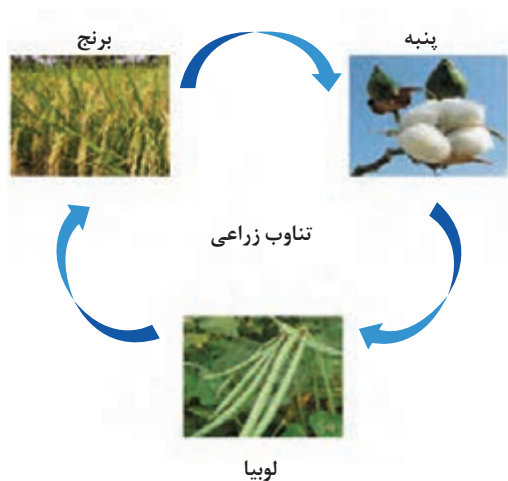 پنبه
برنج
تناوب زراعی
لوبیا